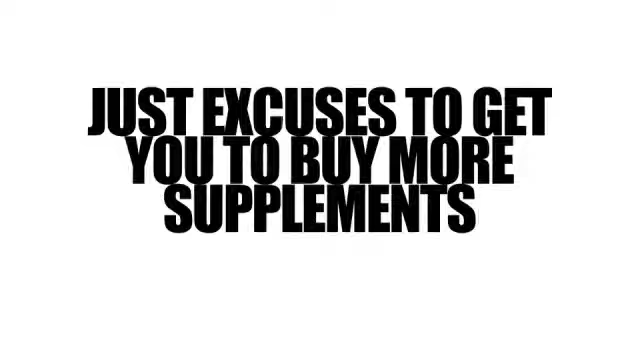 JUST EXCUSES TO GET
YOU TO BUY MORE
SUPPLEMENTS